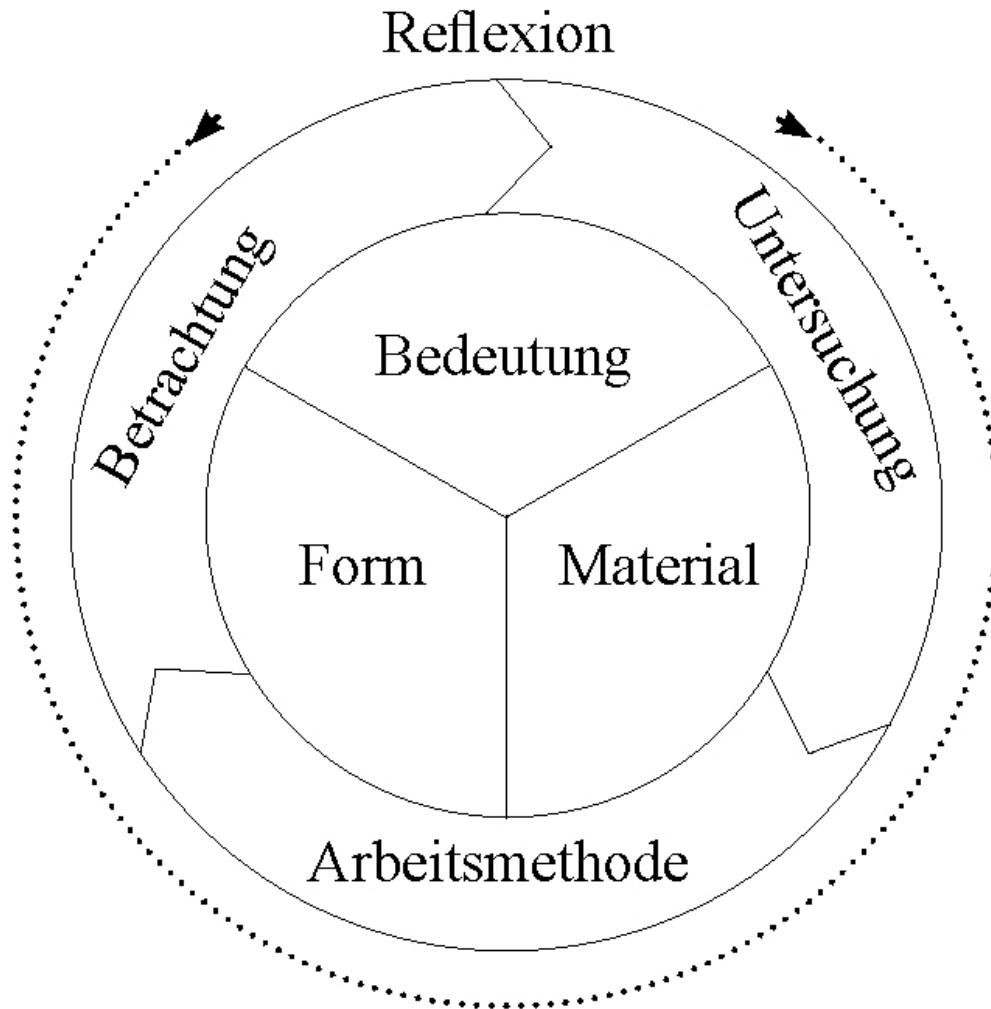 Reflexion
Betrachtung
Untersuchung
Bedeutung
Form
Material
Arbeitsmethode